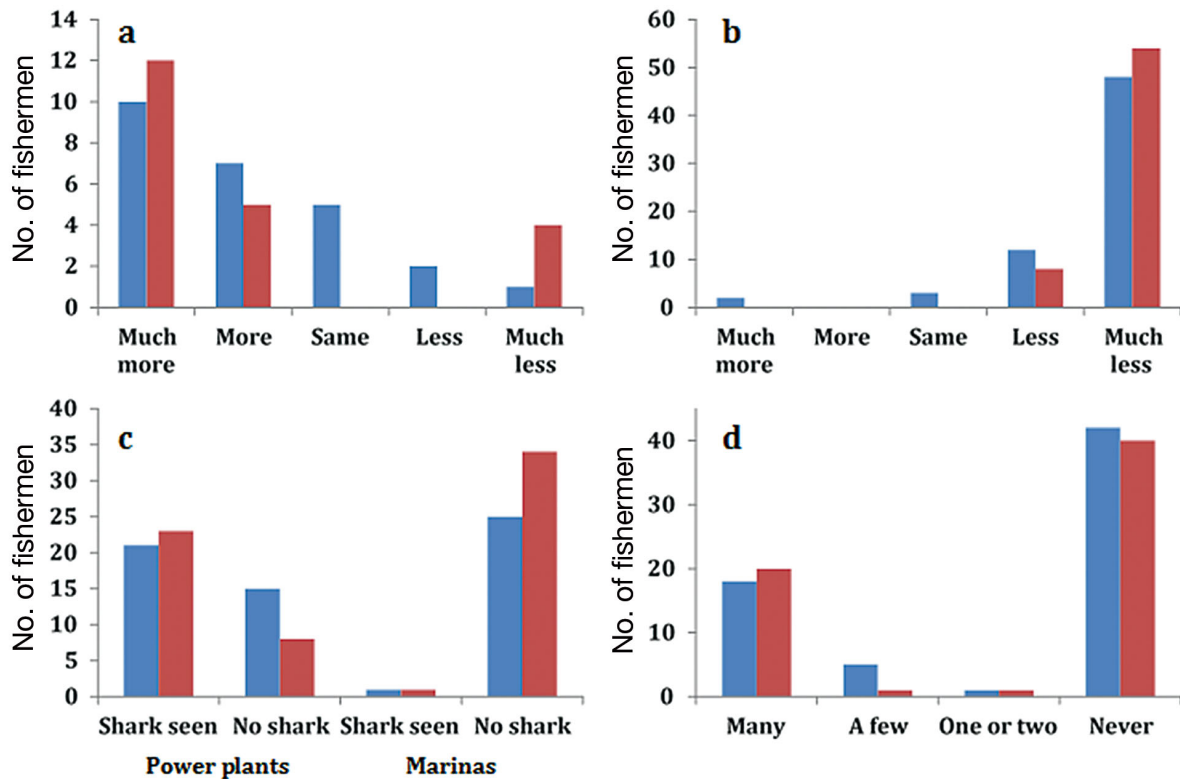 a
No. of fishermen
14
12
10
8
6
4
2
0
Much more
More
Same
Less
Much less
b
No. of fishermen
60
50
40
30
20
10
0
Much more
More
Same
Less
Much less
c
No. of fishermen
40
35
30
25
20
15
10
5
0
Shark seen No shark Shark seen No shark
Power plants Marinas
d
No. of fishermen
40
30
20
10
0
Many A few One or two Never